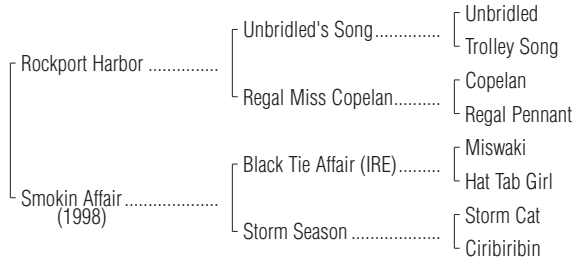 Unbridled
Unbridled's Song...............
Trolley Song
Rockport Harbor ...............
Copelan
Regal Miss Copelan..........
Regal Pennant
Miswaki
Black Tie Affair (IRE).........
Hat Tab Girl
Smokin Affair....................
(1998)
Storm Cat
Storm Season ...................
Ciribiribin